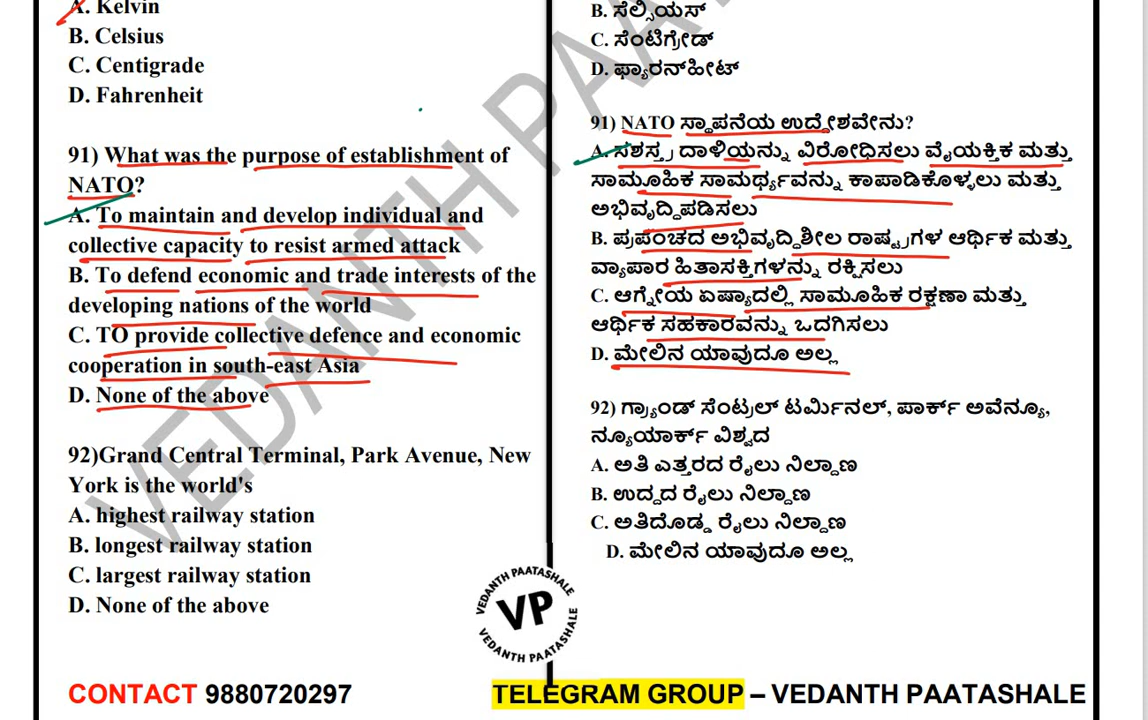 A. Kelvin
B. Celsius
C. Centigrade
D. Fahrenheit
91) What was the purpose of establishment of
NATO?
A. To maintain and develop individual and
collective capacity to resist armed attack
B. To defend economic and trade interests of the
developing nations of the world
C. TO provide collective defence and economic
cooperation in south-east Asia
D. None of the above
92)Grand Central Terminal, Park Avenue, New
York is the world's
A. highest railway station
B. longest railway station
C. largest railway station
D. None of the above
B. ಸೆಲ್ಸಿಯಸ್
C. ಸೆಂಟಿಗ್ರೇಡ್
D. ಫ್ಯಾರನ್‌ಹೀಟ್
91) NATO ಸ್ಥಾಪನೆಯ ಉದ್ದೇಶವೇನು?
A. ಸಶಸ್ತ್ರ ದಾಳಿಯನ್ನು ವಿರೋಧಿಸಲು ವೈಯಕ್ತಿಕ ಮತ್ತು
ಸಾಮೂಹಿಕ ಸಾಮರ್ಥ್ಯವನ್ನು ಕಾಪಾಡಿಕೊಳ್ಳಲು ಮತ್ತು
ಅಭಿವೃದ್ಧಿಪಡಿಸಲು
B. ಪ್ರಪಂಚದ ಅಭಿವೃದ್ಧಿಶೀಲ ರಾಷ್ಟ್ರಗಳ ಆರ್ಥಿಕ ಮತ್ತು
ವ್ಯಾಪಾರ ಹಿತಾಸಕ್ತಿಗಳನ್ನು ರಕ್ಷಿಸಲು
C. ಆಗ್ನೇಯ ಏಷ್ಯಾದಲ್ಲಿ ಸಾಮೂಹಿಕ ರಕ್ಷಣಾ ಮತ್ತು
ಆರ್ಥಿಕ ಸಹಕಾರವನ್ನು ಒದಗಿಸಲು
D. ಮೇಲಿನ ಯಾವುದೂ ಅಲ್ಲ
92) ಗ್ರ್ಯಾಂಡ್ ಸೆಂಟ್ರಲ್ ಟರ್ಮಿನಲ್, ಪಾರ್ಕ್ ಅವೆನ್ಯೂ,
ನ್ಯೂಯಾರ್ಕ್ ವಿಶ್ವದ
A. ಅತಿ ಎತ್ತರದ ರೈಲು ನಿಲ್ದಾಣ
B. ಉದ್ದದ ರೈಲು ನಿಲ್ದಾಣ
C. ಅತಿದೊಡ್ಡ ರೈಲು ನಿಲ್ದಾಣ
D. ಮೇಲಿನ ಯಾವುದೂ ಅಲ್ಲ
VEDANTH PAATASHALE
VP
VEDANTH PAATASHALE
CONTACT 9880720297
TELEGRAM GROUP – VEDANTH PAATASHALE
VEDANTH PAA